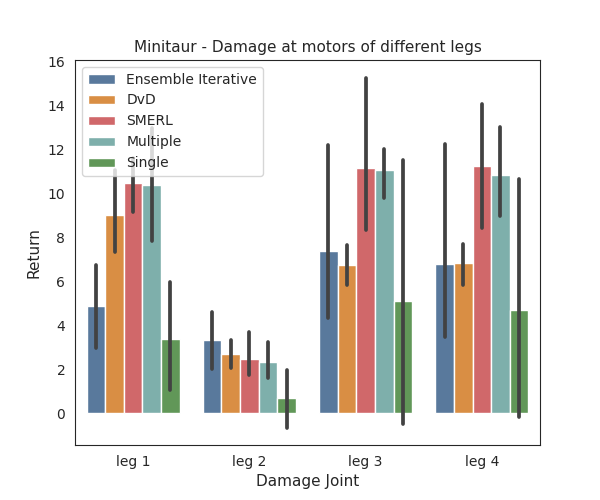 Minitaur - Damage at motors of different legs
16
14
12
10
8
6
4
2
0
Return
Ensemble Iterative
DvD
SMERL
Multiple
Single
leg 1
leg 2
leg 3
leg 4
Damage Joint